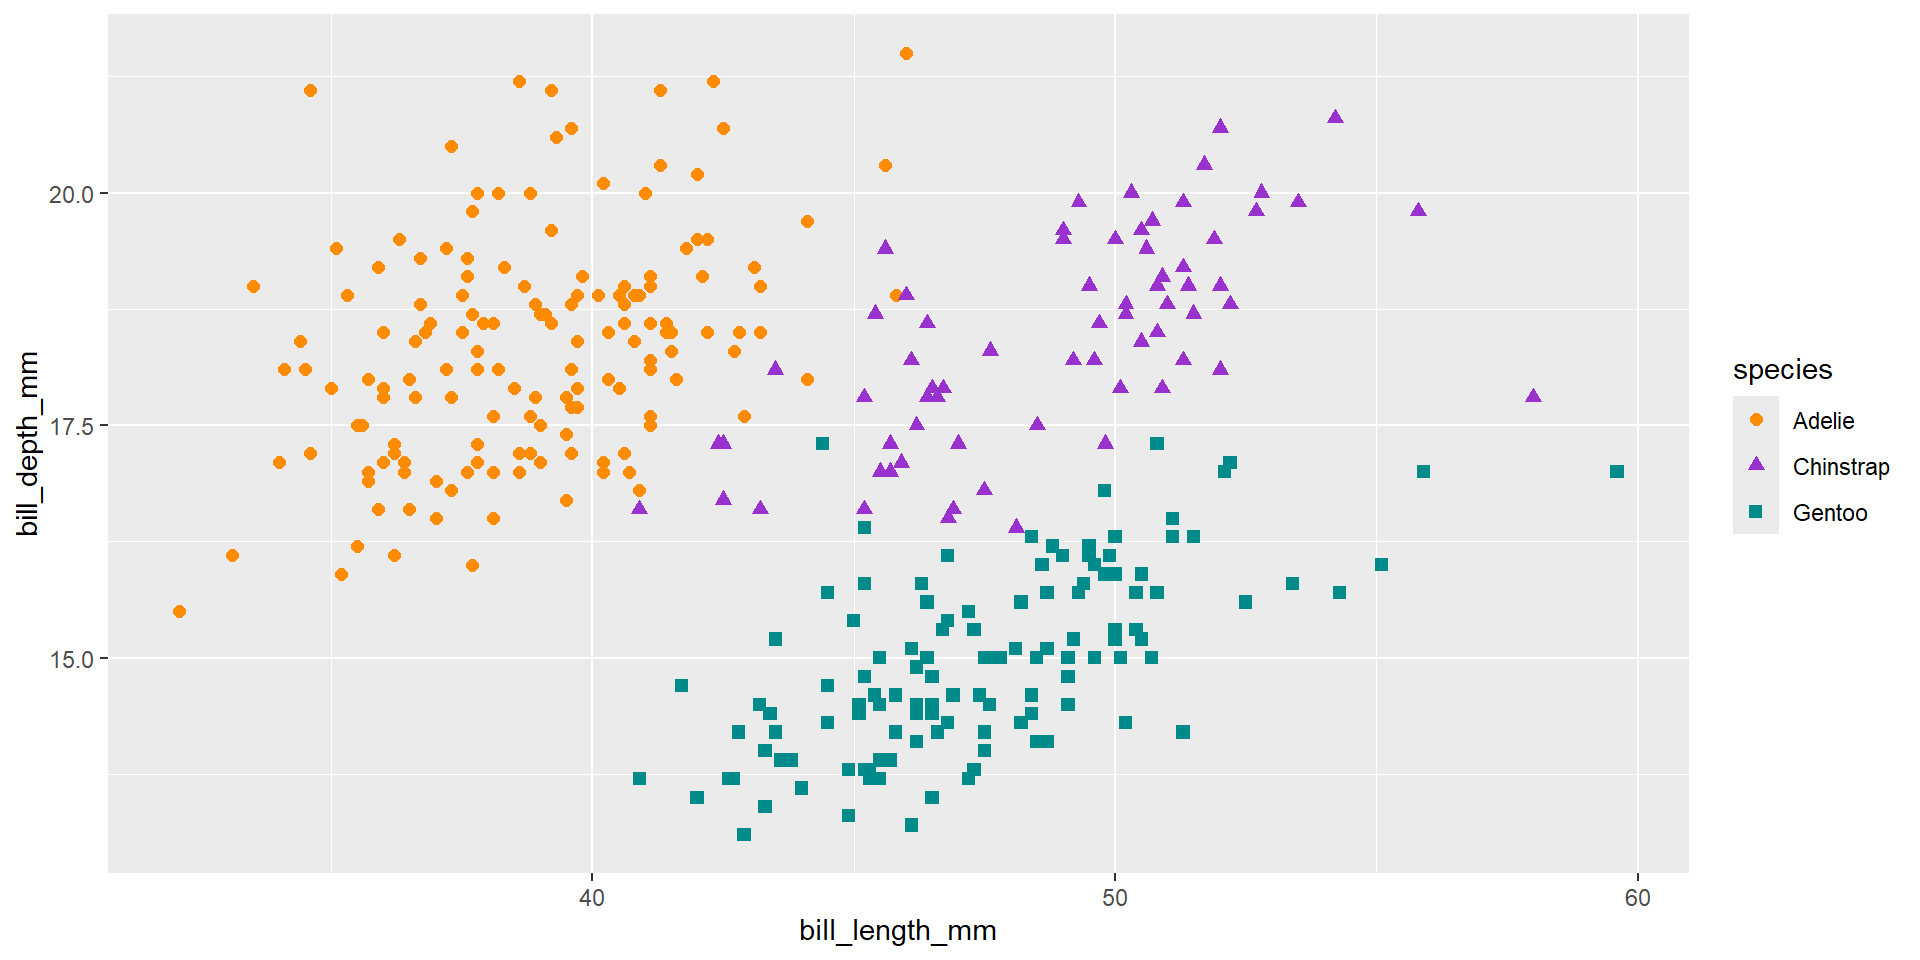 20.0
17.5
15.0
bill_depth_mm
40
50
60
bill_length_mm
species
Adelie
Chinstrap
Gentoo